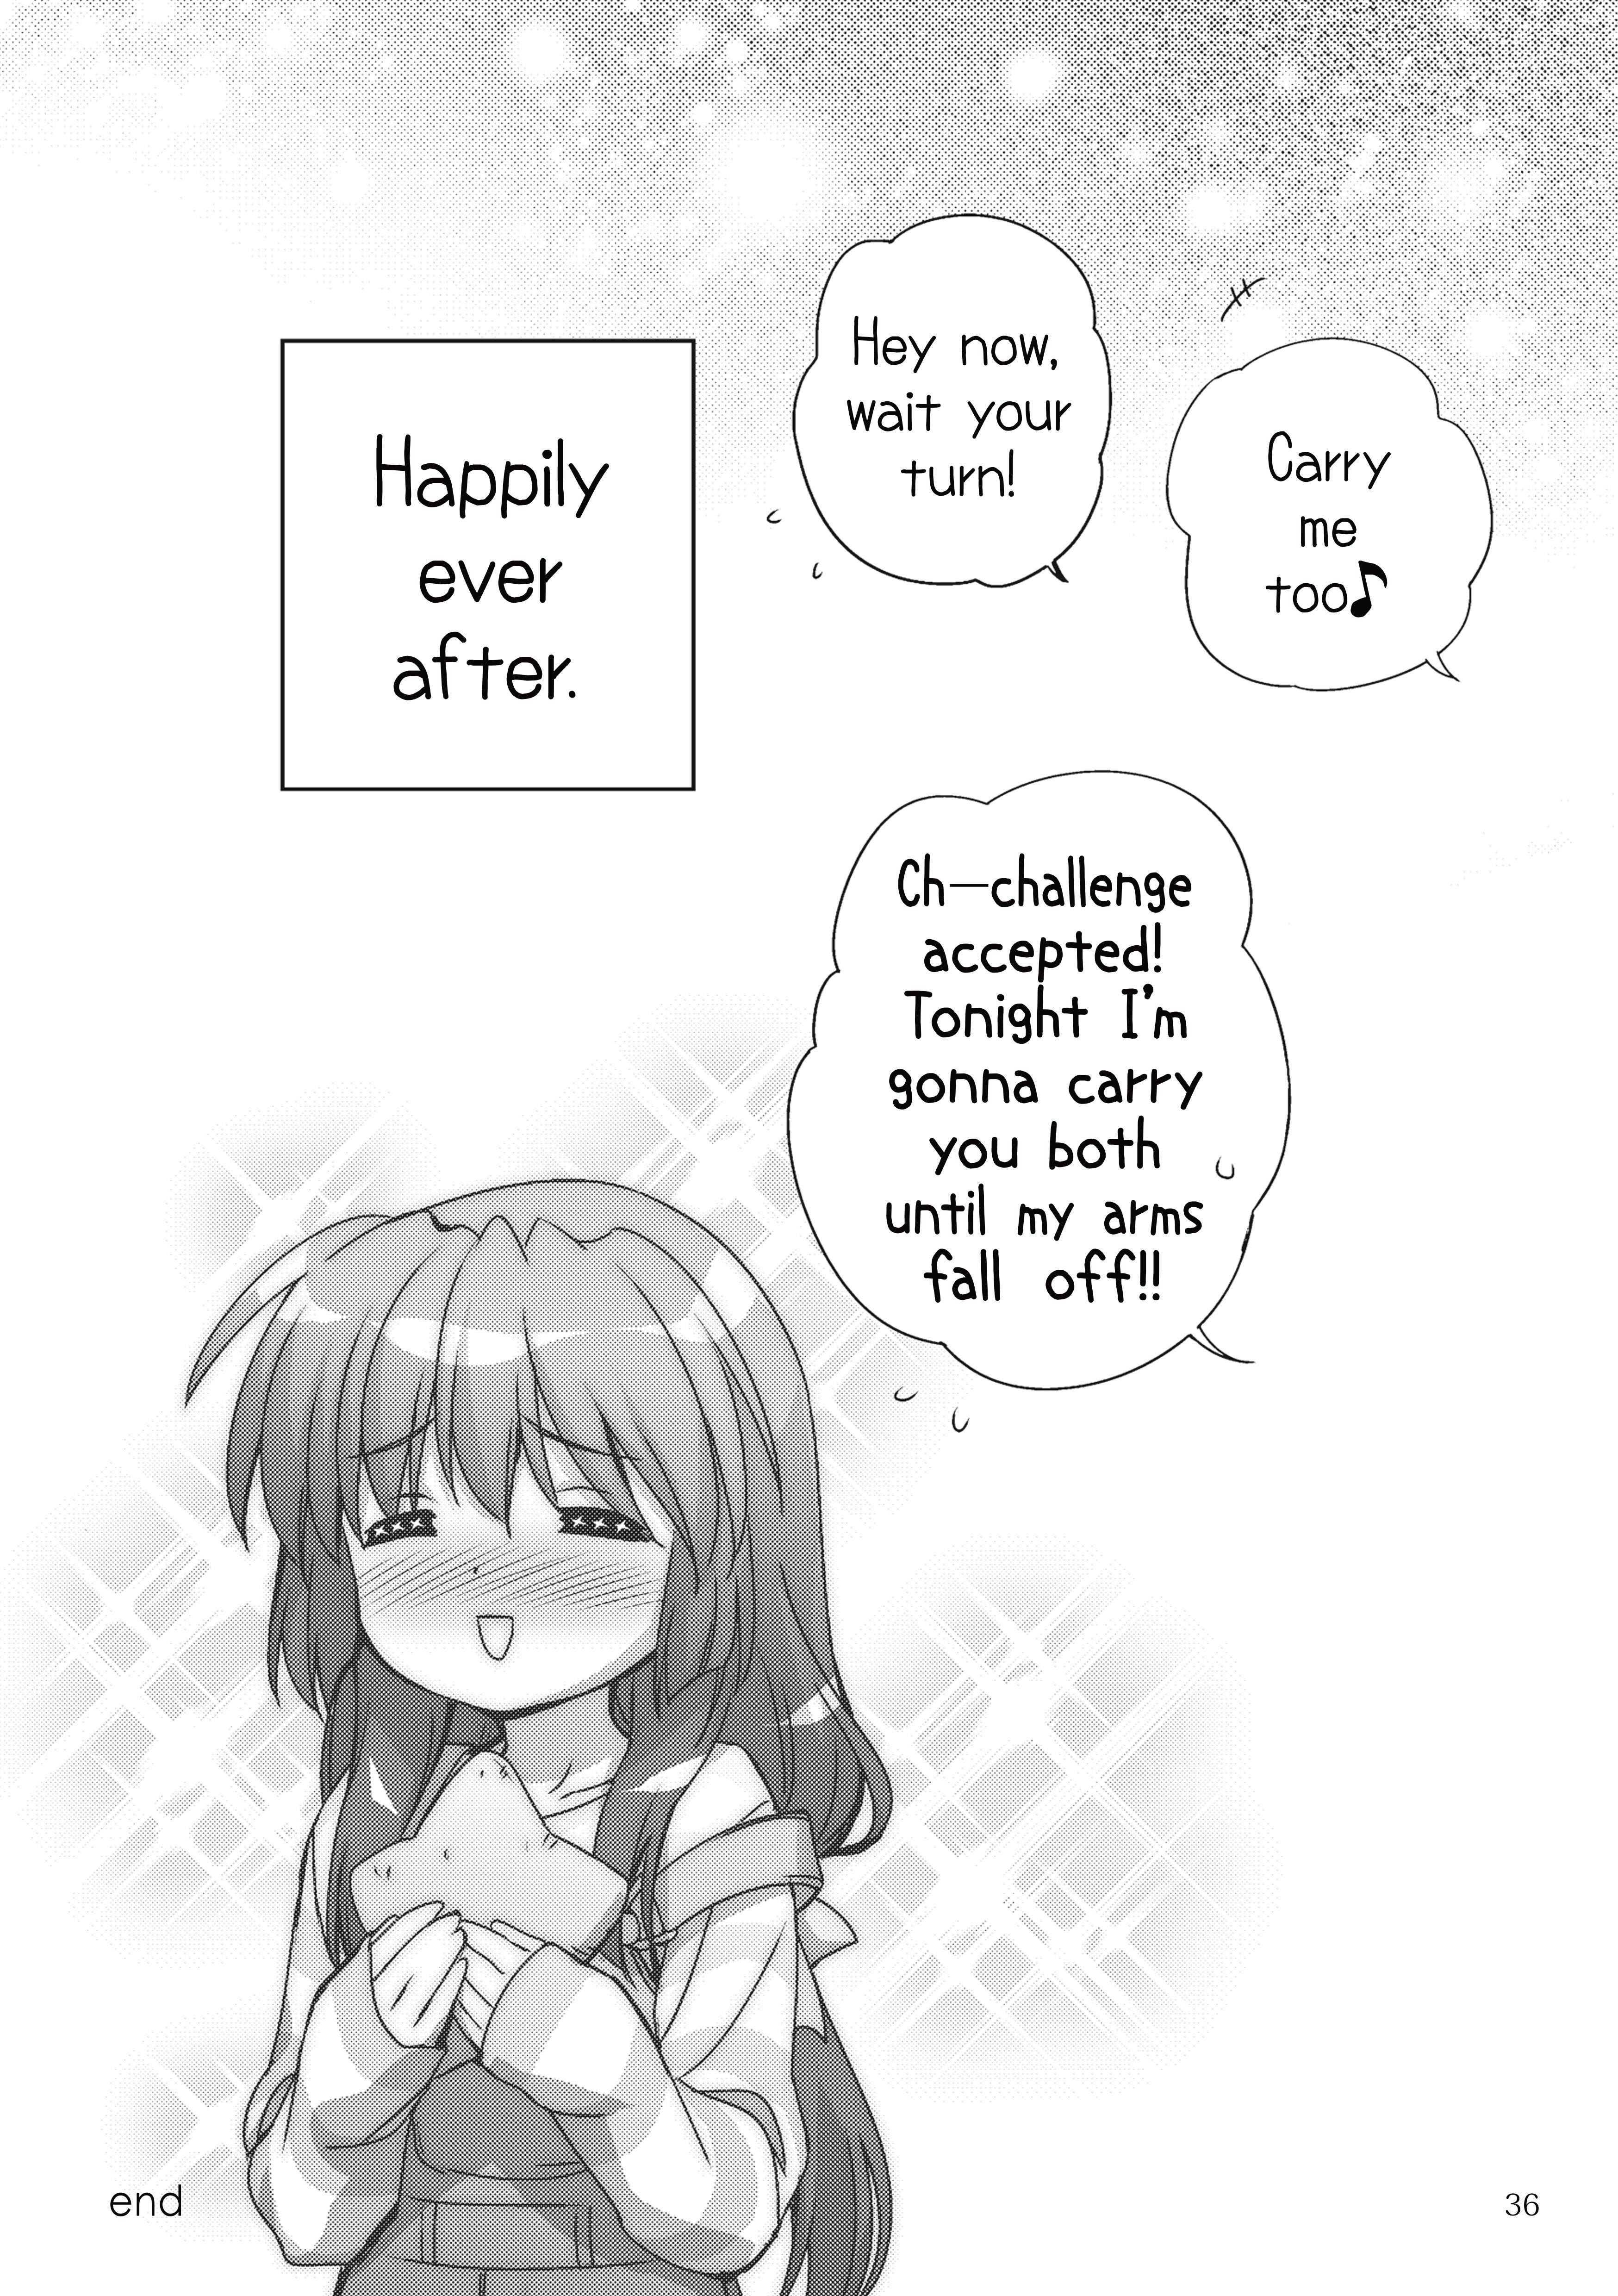 Carry
me
too♪
Hey now,
wait your
turn!
Happily
ever
after.
Ch—challenge
accepted!
Tonight I'm
gonna carry
you both
until my arms
fall off!!
end
36